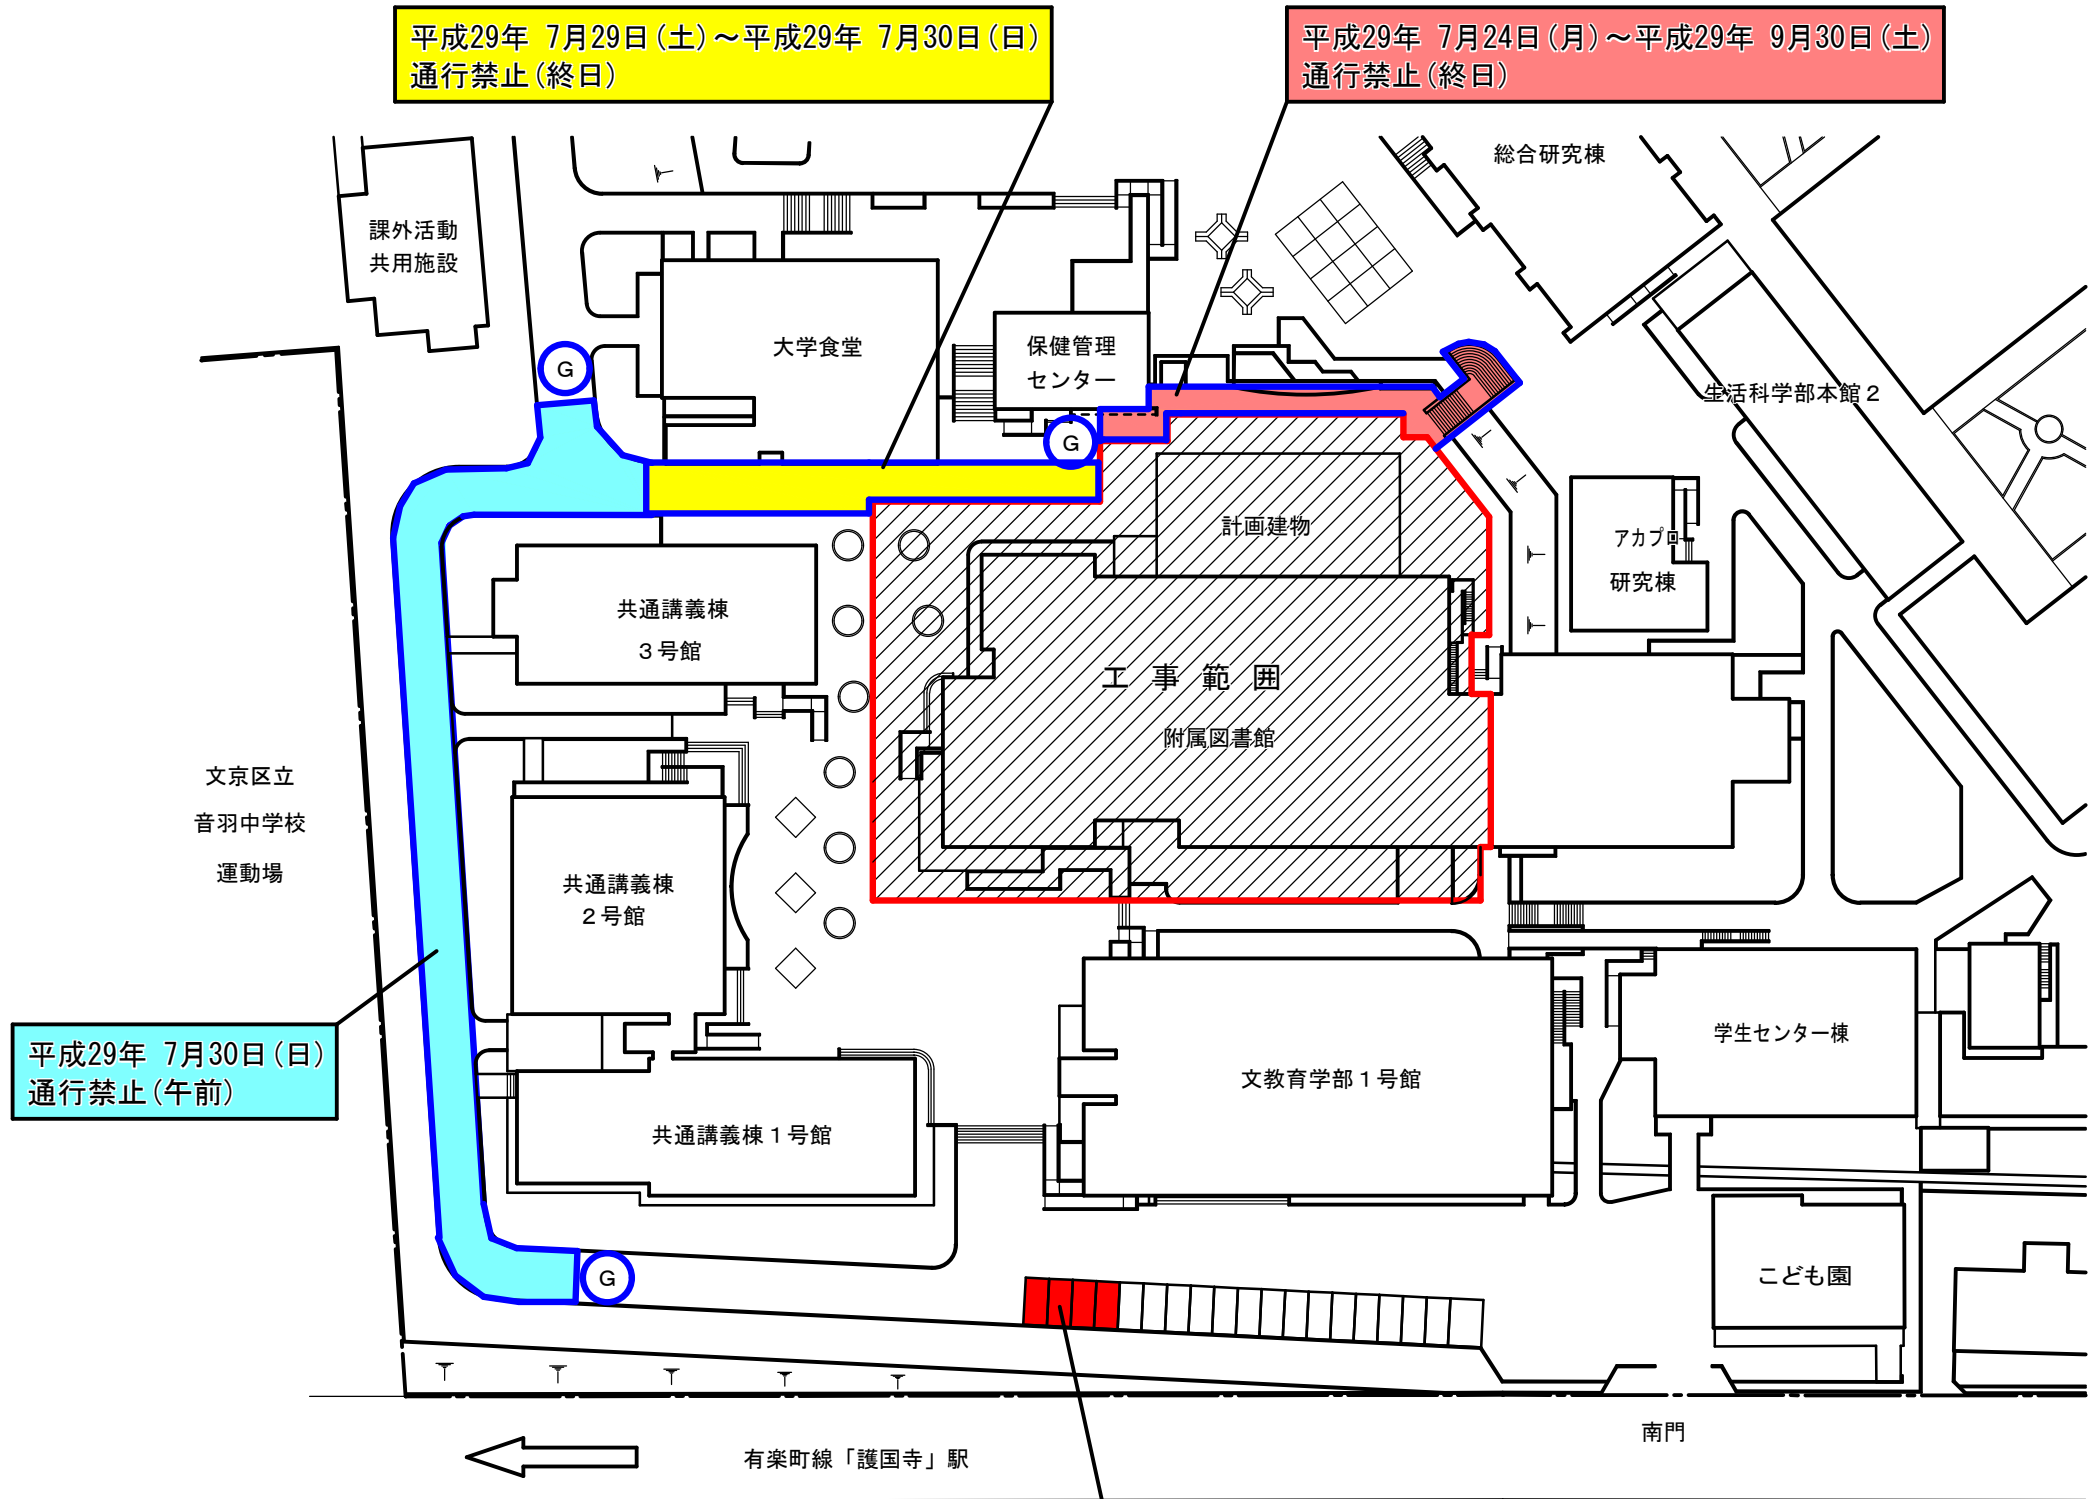 平成29年 7月29日(土)～平成29年 7月30日(日)
通行禁止(終日)
平成29年 7月24日(月)～平成29年 9月30日(土)
通行禁止(終日)
総合研究棟
課外活動
共用施設
大学食堂
保健管理
センター
生活科学部本館2
G
G
計画建物
アカプロ
研究棟
共通講義棟
3号館
工事範囲
附属図書館
文京区立
音羽中学校
運動場
共通講義棟
2号館
平成29年 7月30日(日)
通行禁止(午前)
学生センター棟
文教育学部1号館
共通講義棟1号館
G
こども園
南門
有楽町線「護国寺」駅